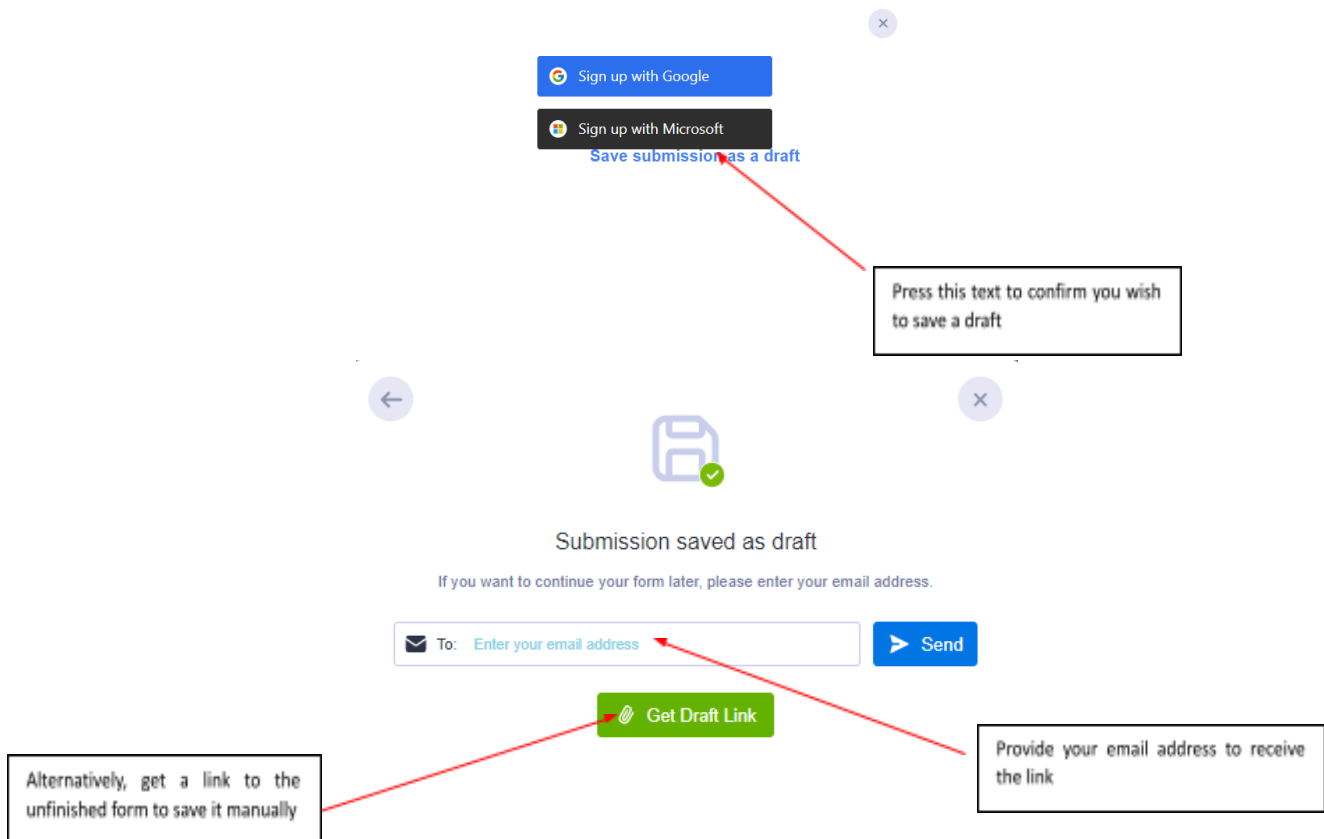 Sign up with Google
Sign up with Microsoft
Save submission as a draft
Press this text to confirm you wish
to save a draft
Submission saved as draft
If you want to continue your form later, please enter your email address.
To: Enter your email address
Send
Get Draft Link
Provide your email address to receive
the link
Alternatively, get a link to the
unfinished form to save it manually